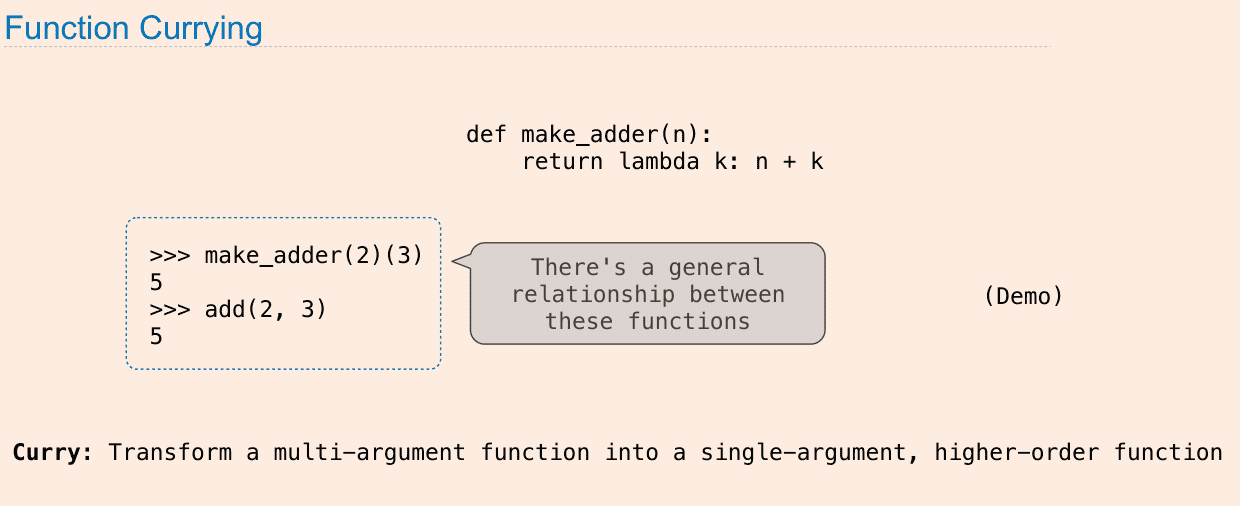 Function Currying
def make_adder(n):
    return lambda k: n + k
>>> make_adder(2)(3)
5
>>> add(2, 3)
5
There's a general
relationship between
these functions
(Demo)
Curry: Transform a multi-argument function into a single-argument, higher-order function